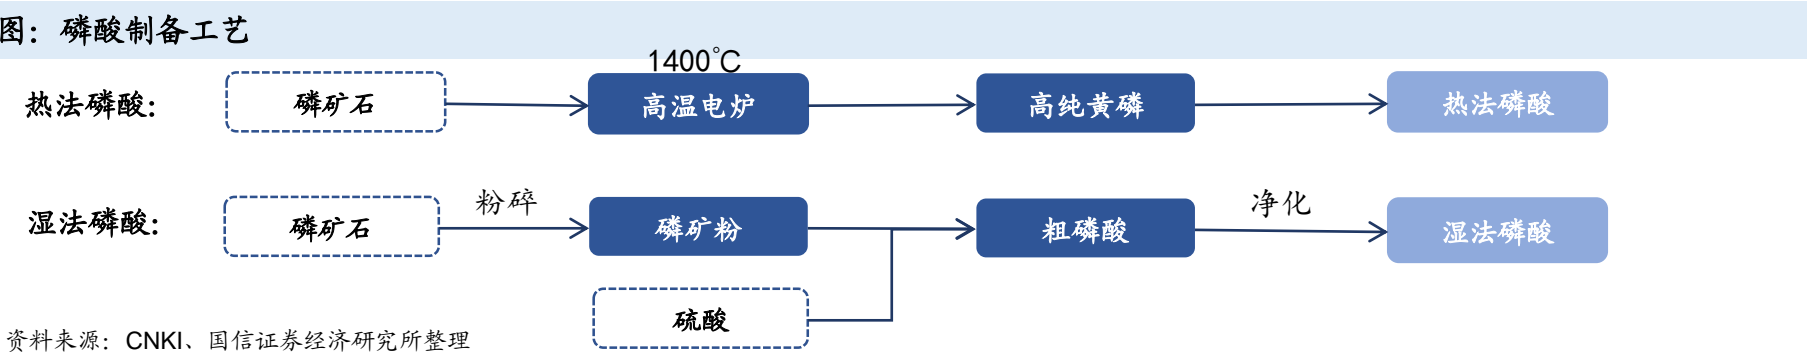 图：磷酸制备工艺
1400℃
热法磷酸：
磷矿石
高温电炉
高纯黄磷
热法磷酸
湿法磷酸：
磷矿石
粉碎
磷矿粉
粗磷酸
净化
湿法磷酸
硫酸
资料来源：CNKI、国信证券经济研究所整理